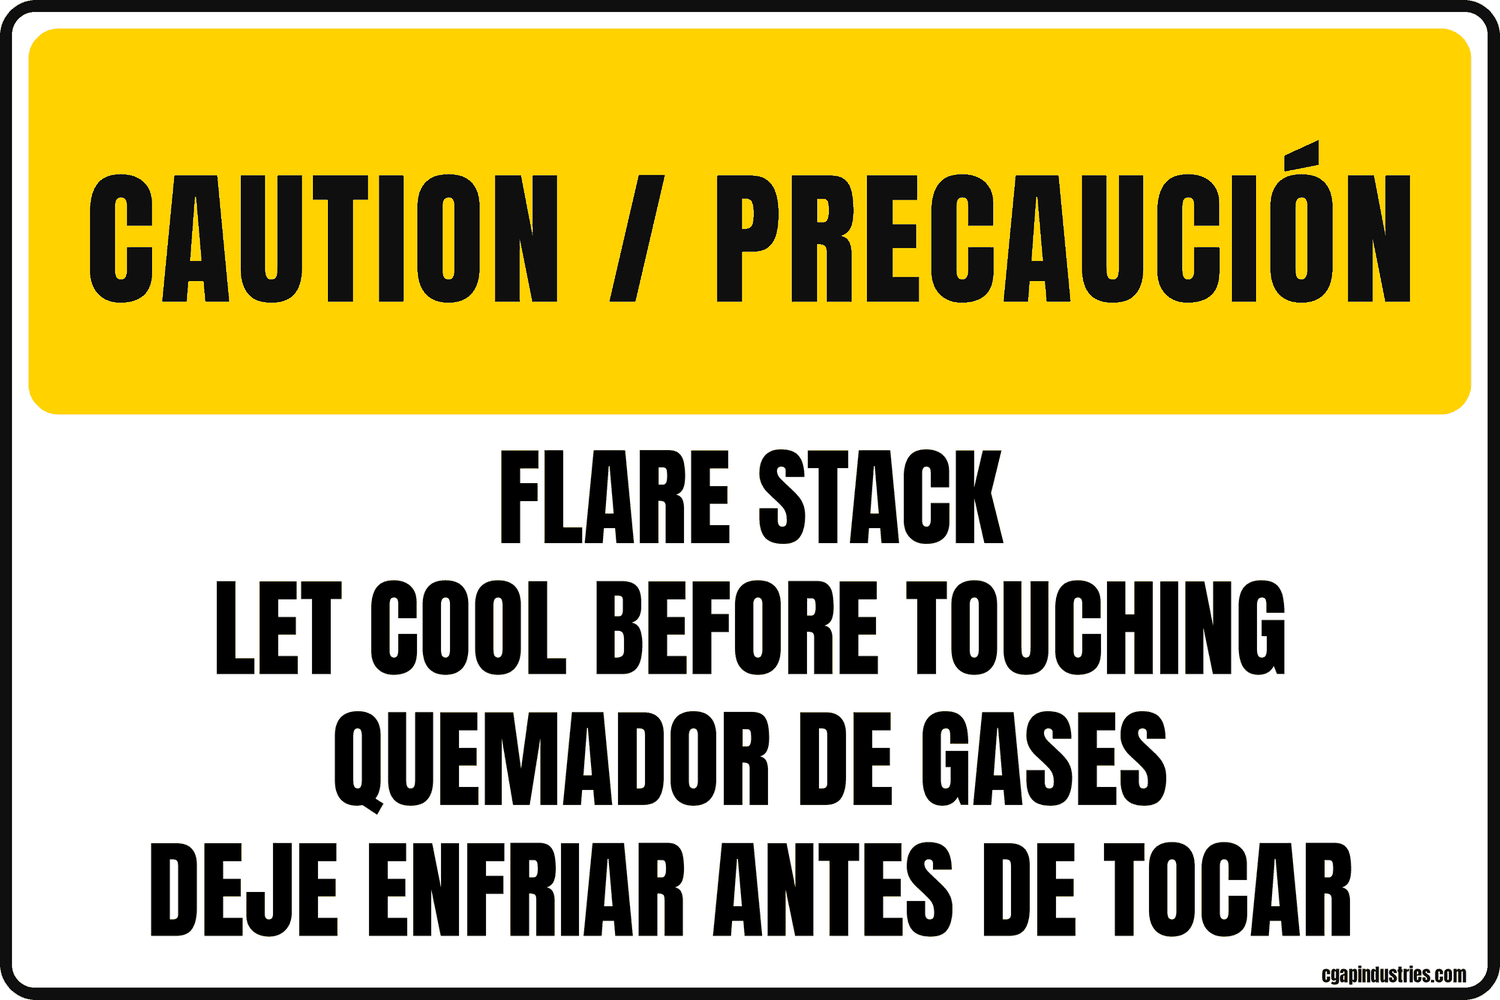 CAUTION / PRECAUCIÓN
FLARE STACK
LET COOL BEFORE TOUCHING
QUEMADOR DE GASES
DEJE ENFRIAR ANTES DE TOCAR
cgapindustries.com